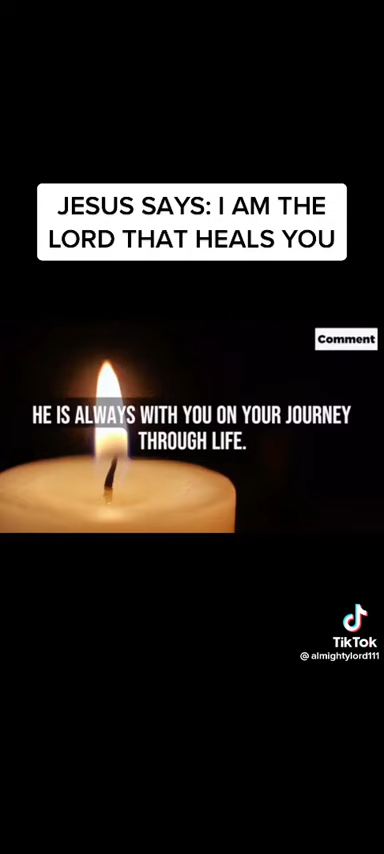 JESUS SAYS: I AM THE
LORD THAT HEALS YOU
Comment
HE IS ALWAYS WITH YOU ON YOUR JOURNEY
THROUGH LIFE.
TikTok
@ almightylord111